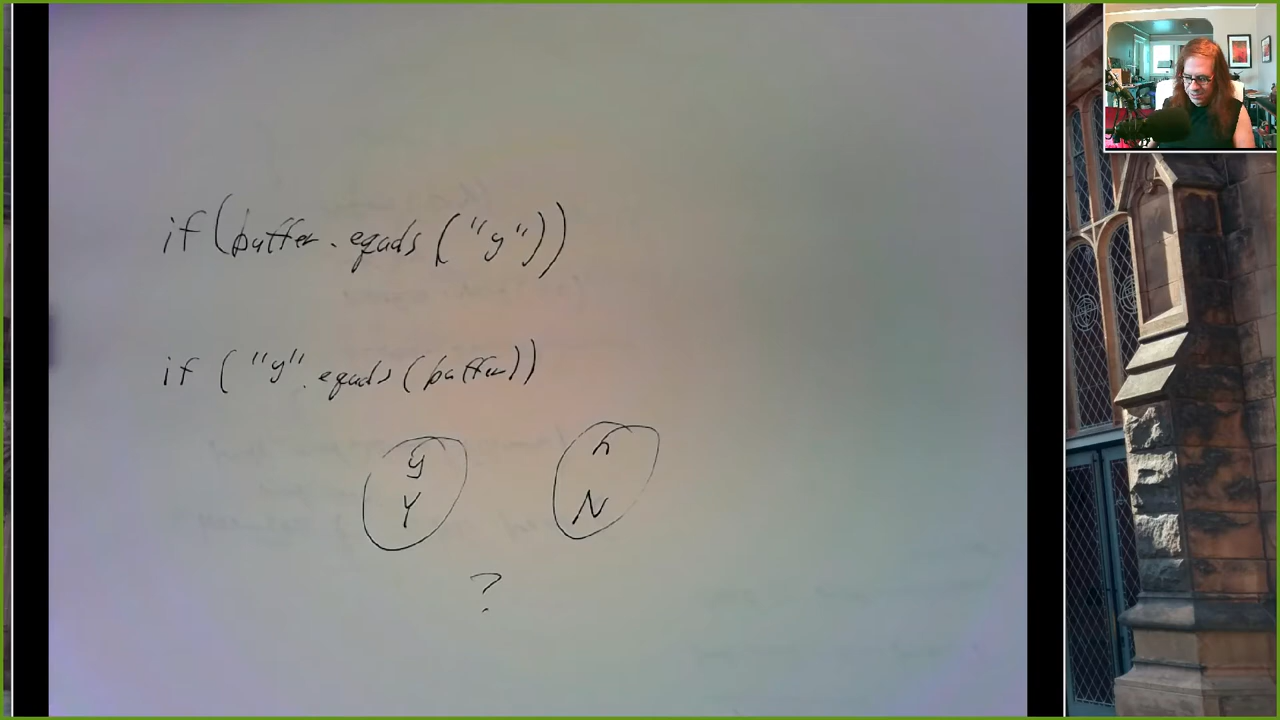 if (buffer.equals("y"))
if ("y".equals(buffer))
y n
Y N
?